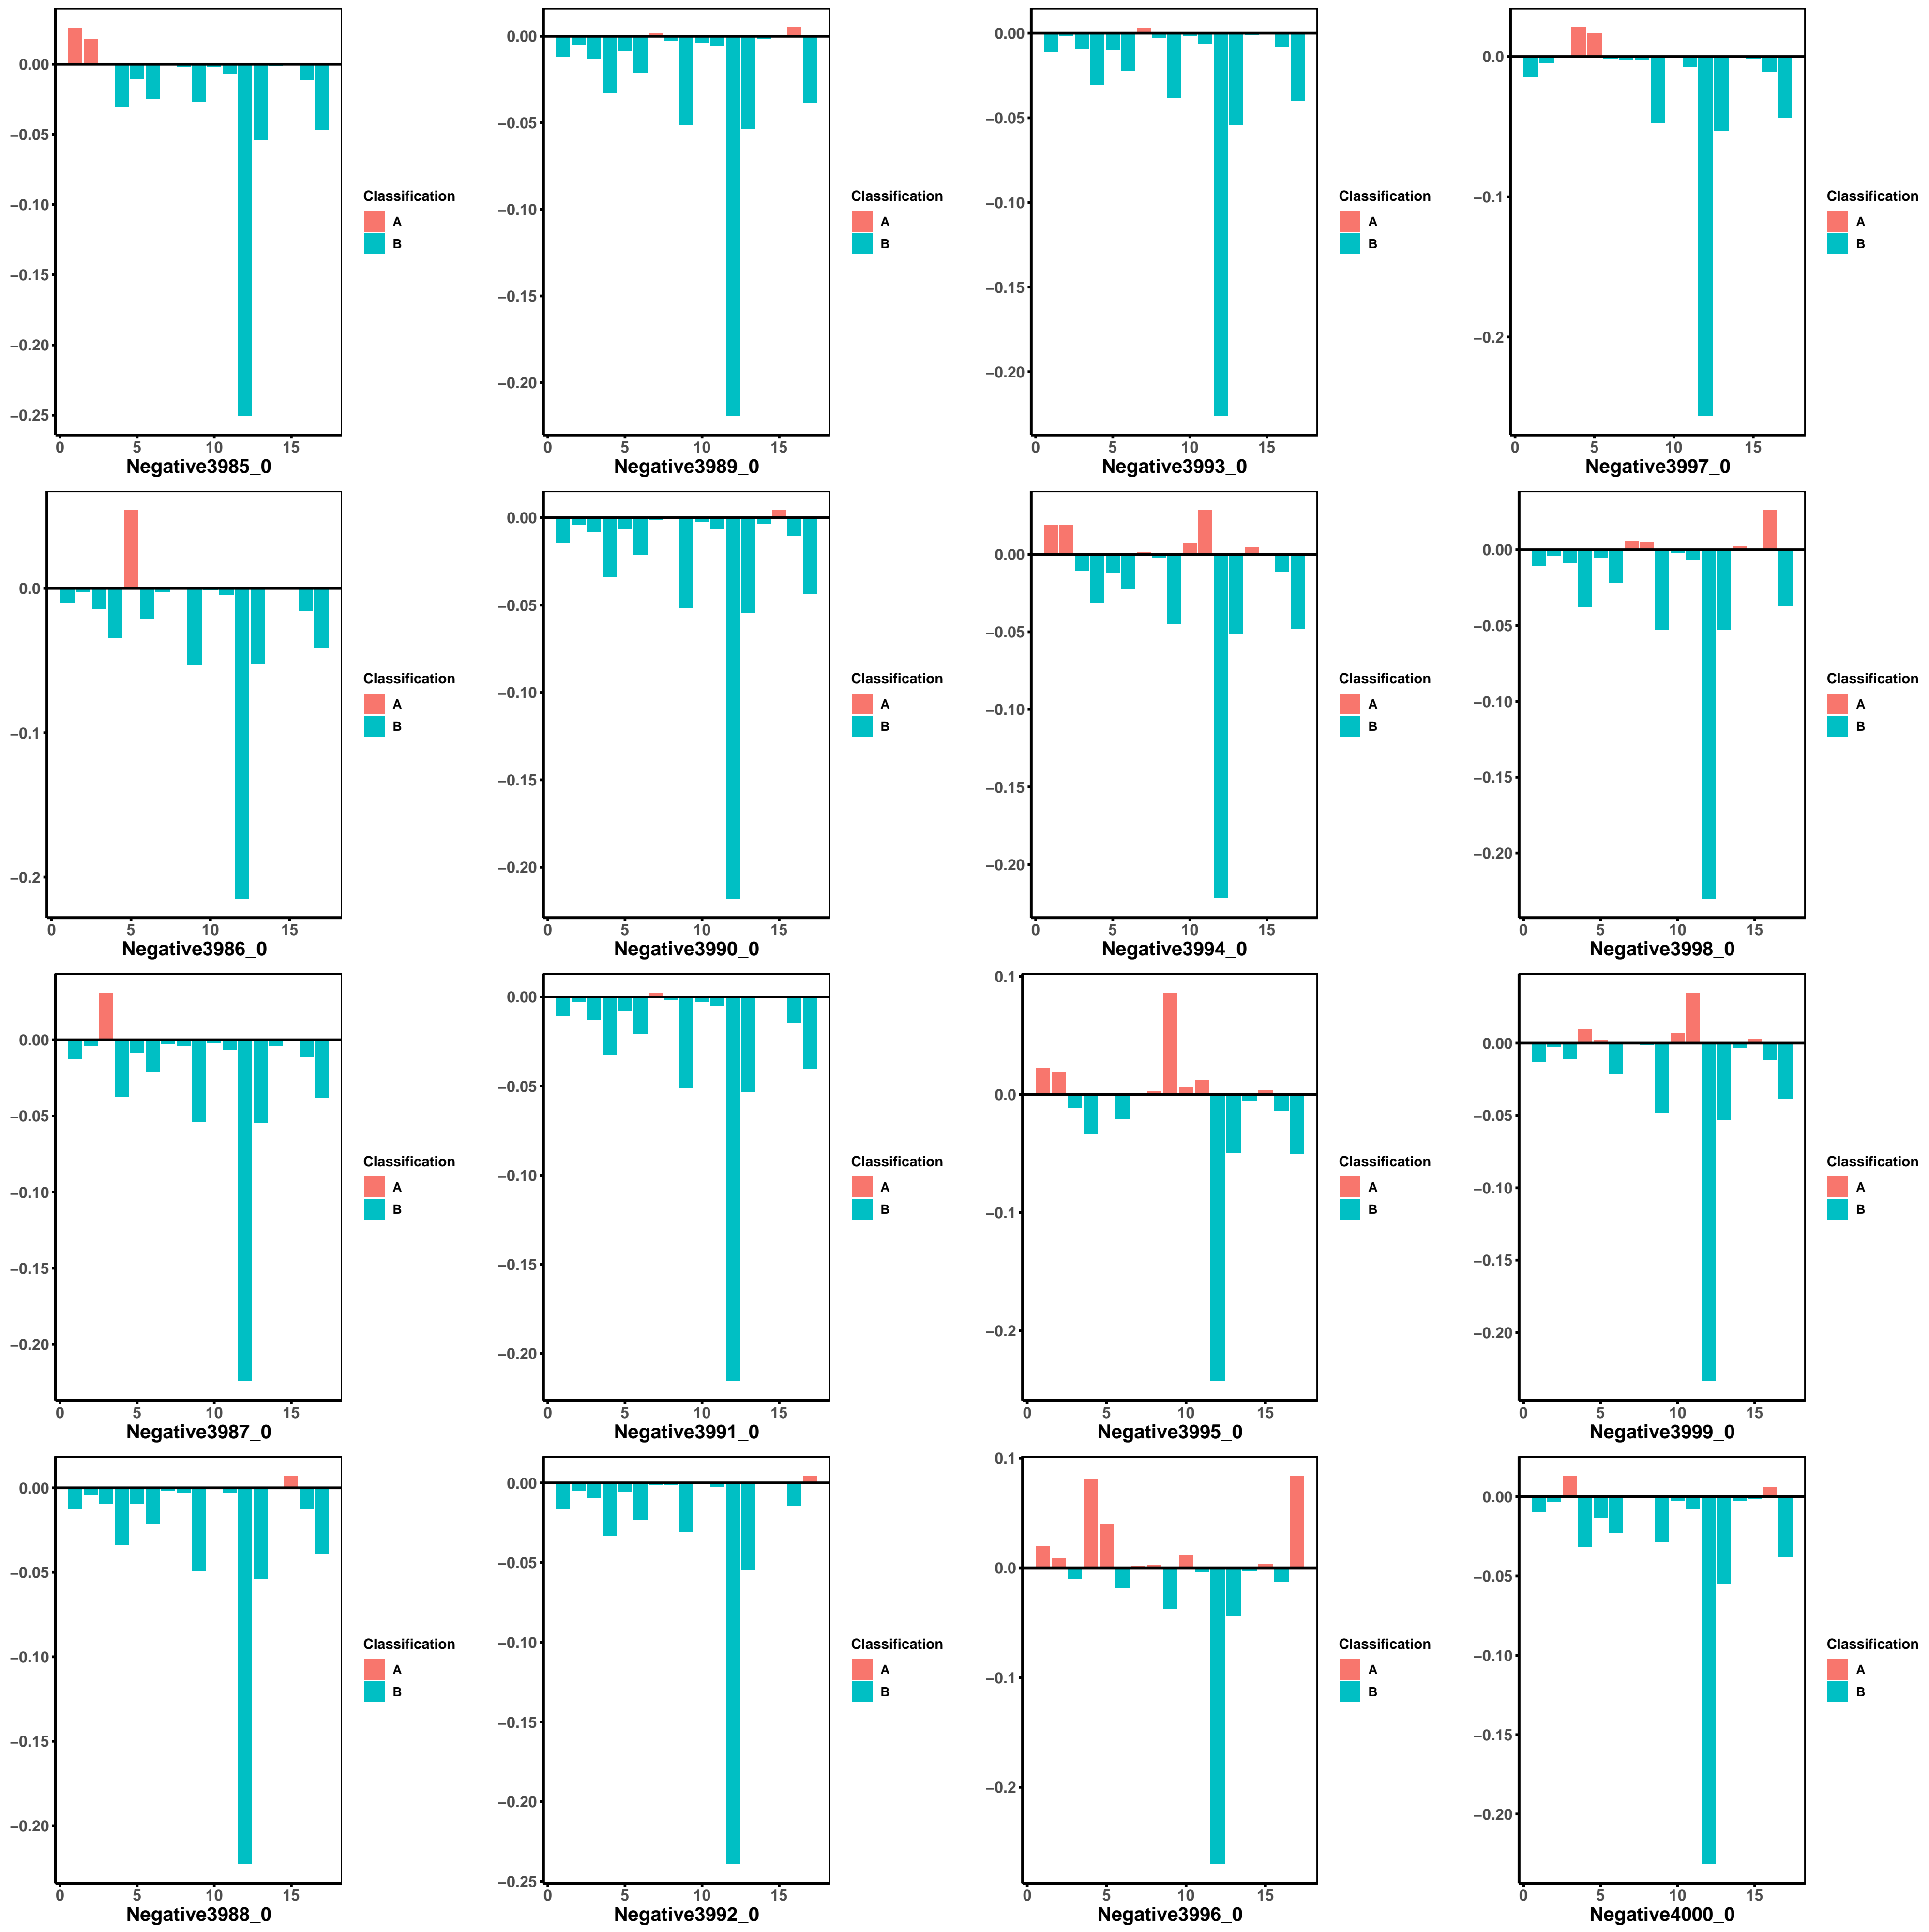 0.00
−0.05
−0.10
−0.15
−0.20
−0.25
0 5 10 15
Negative3985_0
Classification
A
B
0.00
−0.05
−0.10
−0.15
−0.20
0 5 10 15
Negative3989_0
Classification
A
B
0.00
−0.05
−0.10
−0.15
−0.20
0 5 10 15
Negative3993_0
Classification
A
B
0.0
−0.1
−0.2
0 5 10 15
Negative3997_0
Classification
A
B
0.0
−0.1
−0.2
0 5 10 15
Negative3986_0
Classification
A
B
0.00
−0.05
−0.10
−0.15
−0.20
0 5 10 15
Negative3990_0
Classification
A
B
0.00
−0.05
−0.10
−0.15
−0.20
0 5 10 15
Negative3994_0
Classification
A
B
0.00
−0.05
−0.10
−0.15
−0.20
0 5 10 15
Negative3998_0
Classification
A
B
0.00
−0.05
−0.10
−0.15
−0.20
0 5 10 15
Negative3987_0
Classification
A
B
0.00
−0.05
−0.10
−0.15
−0.20
0 5 10 15
Negative3991_0
Classification
A
B
0.1
0.0
−0.1
−0.2
0 5 10 15
Negative3995_0
Classification
A
B
0.00
−0.05
−0.10
−0.15
−0.20
0 5 10 15
Negative3999_0
Classification
A
B
0.00
−0.05
−0.10
−0.15
−0.20
0 5 10 15
Negative3988_0
Classification
A
B
0.00
−0.05
−0.10
−0.15
−0.20
−0.25
0 5 10 15
Negative3992_0
Classification
A
B
0.1
0.0
−0.1
−0.2
0 5 10 15
Negative3996_0
Classification
A
B
0.00
−0.05
−0.10
−0.15
−0.20
0 5 10 15
Negative4000_0
Classification
A
B